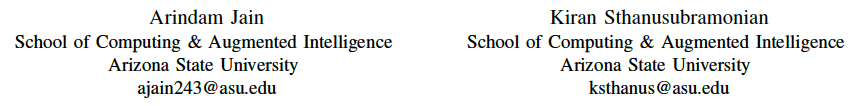 Arindam Jain
School of Computing & Augmented Intelligence
Arizona State University
ajain243@asu.edu
Kiran Sthanusubramonian
School of Computing & Augmented Intelligence
Arizona State University
ksthanus@asu.edu